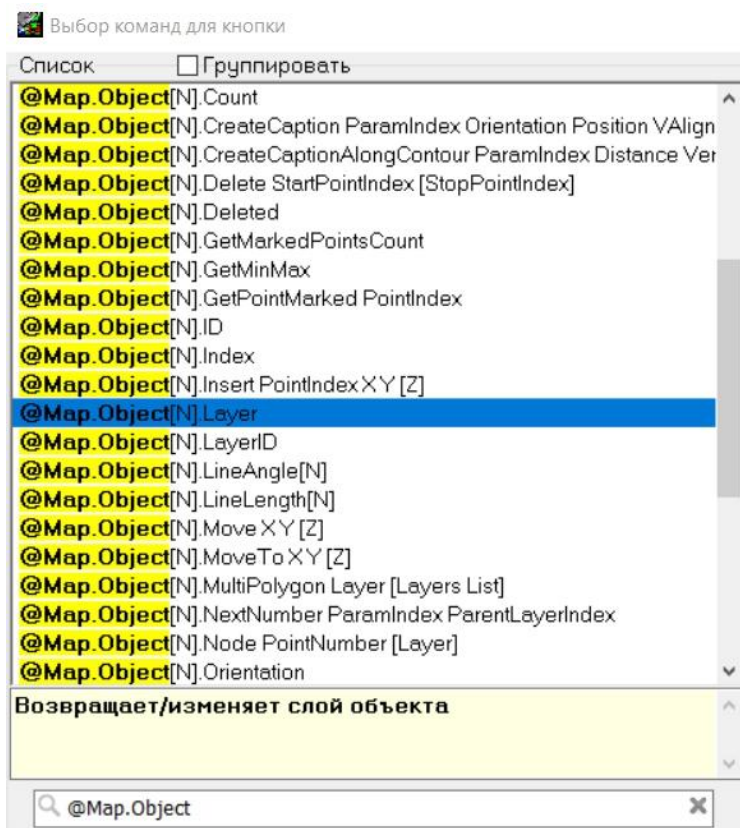 Выбор команд для кнопки
Список Группировать
@Map.Object[N].Count
@Map.Object[N].CreateCaption ParamIndex Orientation Position VAlign
@Map.Object[N].CreateCaptionAlongContour ParamIndex Distance Ver
@Map.Object[N].Delete StartPointIndex [StopPointIndex]
@Map.Object[N].Deleted
@Map.Object[N].GetMarkedPointsCount
@Map.Object[N].GetMinMax
@Map.Object[N].GetPointMarked PointIndex
@Map.Object[N].ID
@Map.Object[N].Index
@Map.Object[N].Insert PointIndex X Y [Z]
@Map.Object[N].Layer
@Map.Object[N].LayerID
@Map.Object[N].LineAngle[N]
@Map.Object[N].LineLength[N]
@Map.Object[N].Move X Y [Z]
@Map.Object[N].MoveTo X Y [Z]
@Map.Object[N].MultiPolygon Layer [Layers List]
@Map.Object[N].NextNumber ParamIndex ParentLayerIndex
@Map.Object[N].Node PointNumber [Layer]
@Map.Object[N].Orientation
Возвращает/изменяет слой объекта
@Map.Object